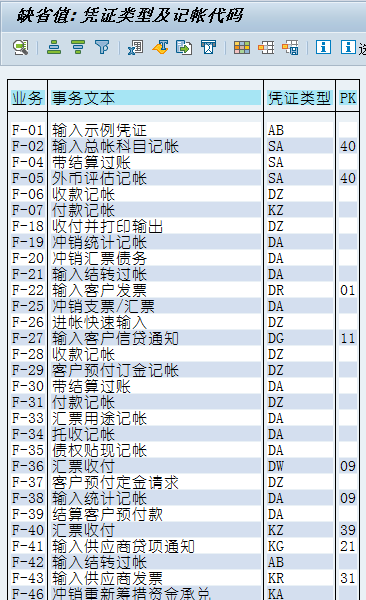 缺省值: 凭证类型及记帐代码
选
业务 事务文本 凭证类型 PK
F-01 输入示例凭证 AB
F-02 输入总帐科目记帐 SA 40
F-04 带结算过账 SA
F-05 外币评估记帐 SA 40
F-06 收款记帐 DZ
F-07 付款记帐 KZ
F-18 收付并打印输出 DZ
F-19 冲销统计记帐 DA
F-20 冲销汇票债务 DA
F-21 输入结转过帐 DA
F-22 输入客户发票 DR 01
F-25 冲销支票/汇票 DA
F-26 进帐快速输入 DZ
F-27 输入客户信贷通知 DG 11
F-28 收款记帐 DZ
F-29 客户预付订金记帐 DZ
F-30 带结算过账 DA
F-31 付款记帐 DZ
F-33 汇票用途记帐 DA
F-34 托收记帐 DA
F-35 债权贴现记帐 DA
F-36 汇票收付 DW 09
F-37 客户预付定金请求 DZ
F-38 输入统计记帐 DA 09
F-39 结算客户预付款 DA
F-40 汇票收付 KZ 39
F-41 输入供应商贷项通知 KG 21
F-42 输入结转过帐 AB
F-43 输入供应商发票 KR 31
F-46 冲销重新筹措资金承兑 KA